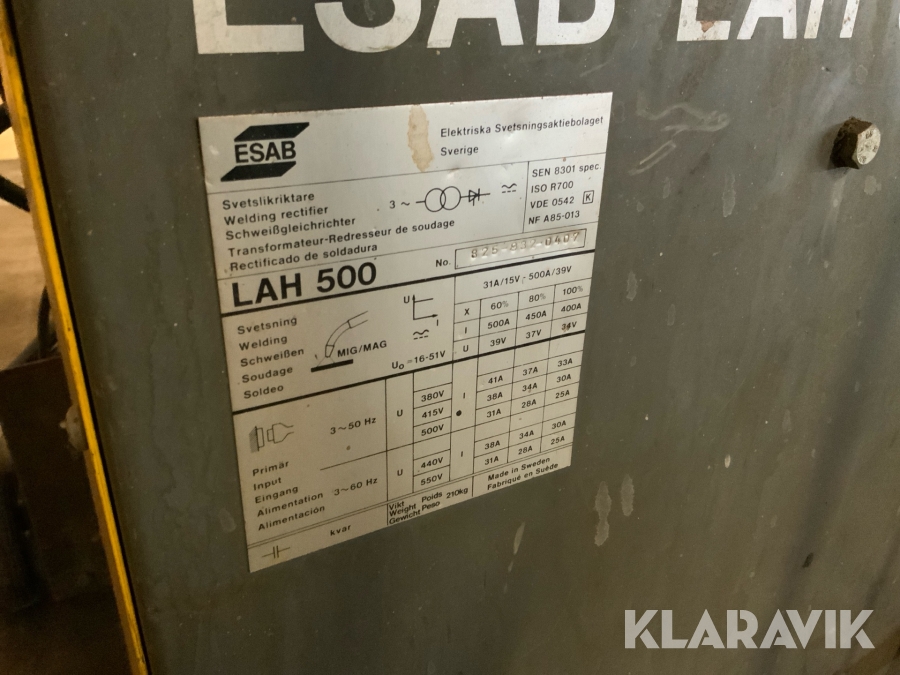 ESAB LAH
ESAB
Elektriska Svetsningsaktiebolaget
Sverige
Svetslikriktare
Welding rectifier
Schweißgleichrichter
Transformateur-Redresseur de soudage
Rectificado de soldadura
3 ~
SEN 8301 spec.
ISO R700
VDE 0542 K
NF A85-013
LAH 500
No. 825-832-0407
Svetsning
Welding
Schweißen
Soudage
Soldeo
MIG/MAG
U
I
U0=16-51V
31A/15V - 500A/39V
X 60% 80% 100%
I 500A 450A 400A
U 39V 37V 34V
Primär
Input
Eingang
Alimentation
Alimentación
3~50 Hz
U
380V
415V
500V
I
41A 37A 33A
38A 34A 30A
31A 28A 25A
3~60 Hz
U
440V
550V
I
38A 34A 30A
31A 28A 25A
kvar
Vikt Poids
Weight 210kg
Gewicht Peso
Made in Sweden
Fabriqué en Suède
KLARAVIK